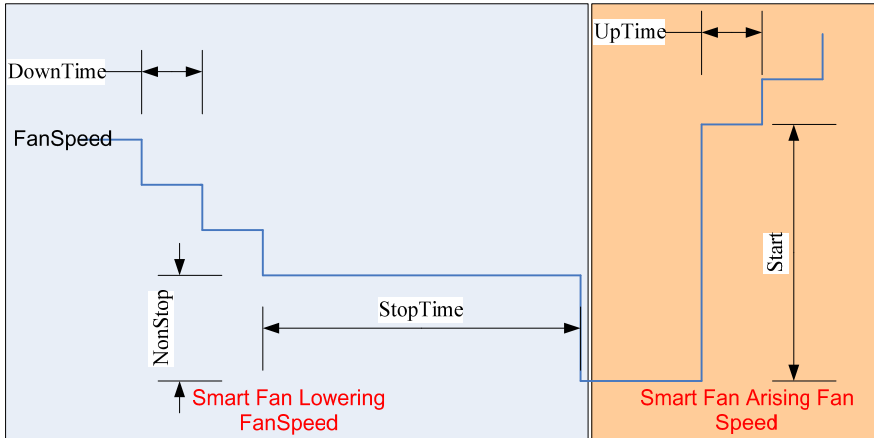 DownTime
UpTime
FanSpeed
NonStop
StopTime
Start
Smart Fan Lowering
FanSpeed
Smart Fan Arising Fan
Speed